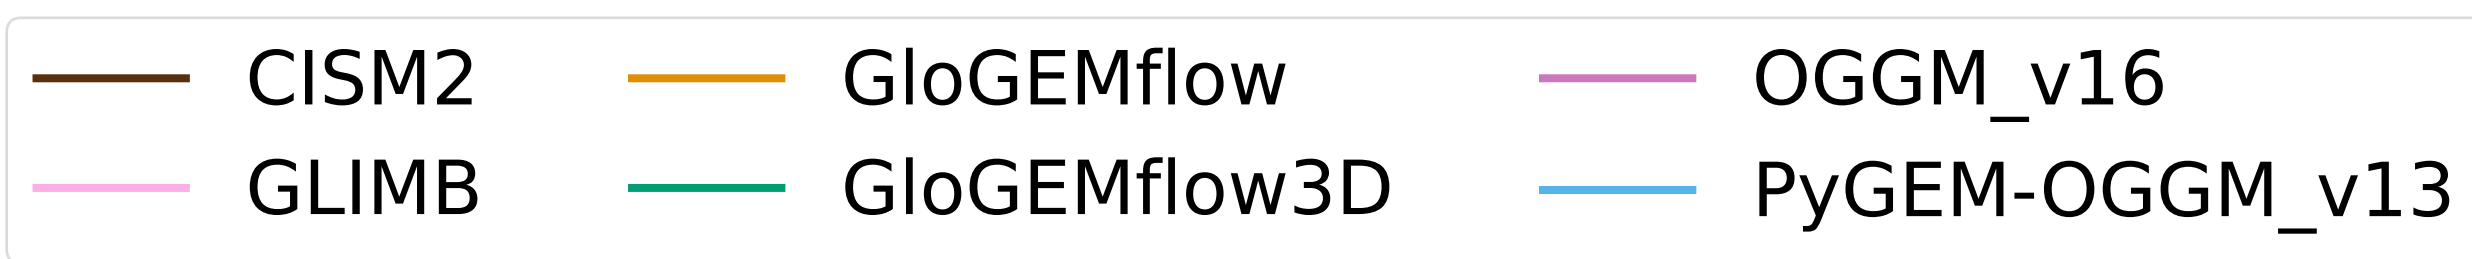 CISM2 GloGEMflow OGGM_v16
GLIMB GloGEMflow3D PyGEM-OGGM_v13